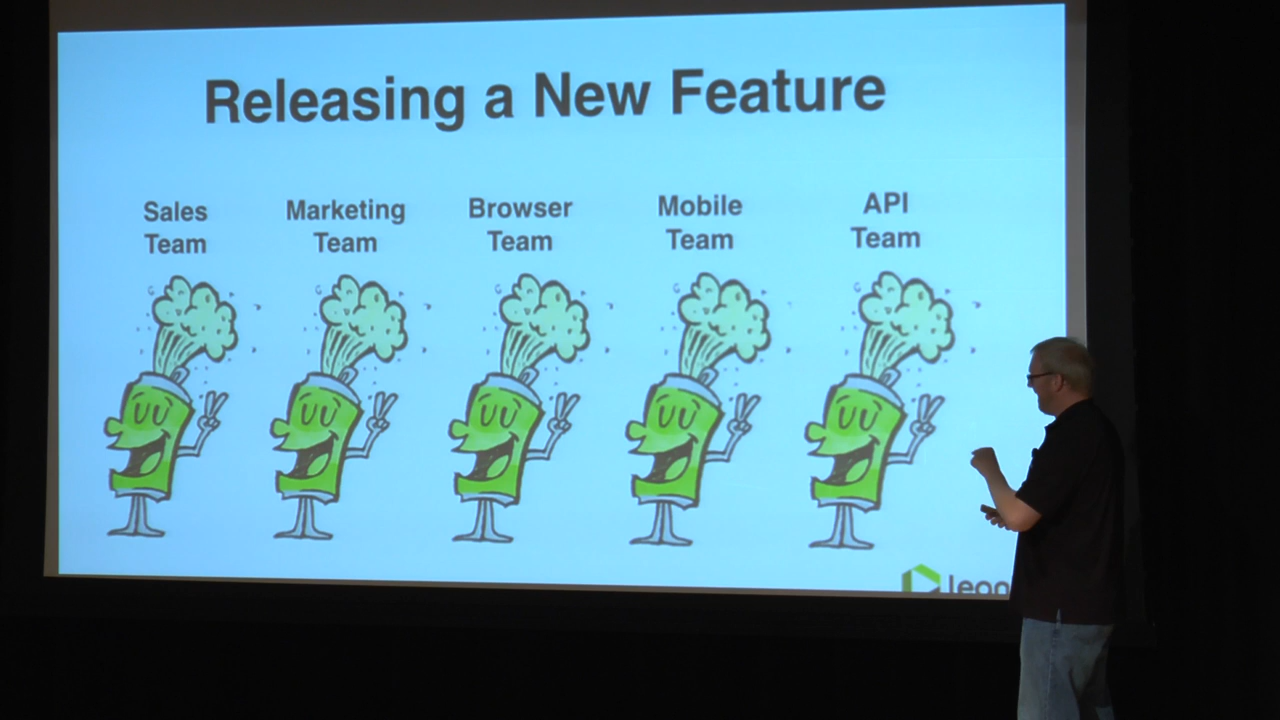 Releasing a New Feature
Sales
Team
Marketing
Team
Browser
Team
Mobile
Team
API
Team